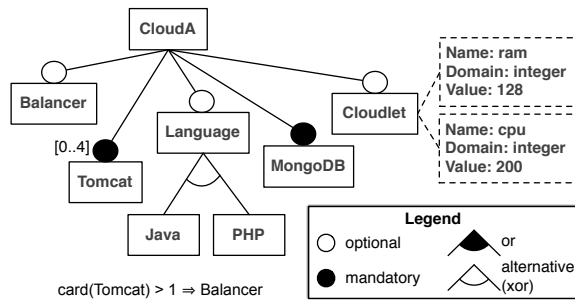 CloudA
Name: ram
Domain: integer
Value: 128
Balancer
Language
Cloudlet
[0..4]
Tomcat
MongoDB
Name: cpu
Domain: integer
Value: 200
Java
PHP
Legend
optional
or
mandatory
alternative
(xor)
card(Tomcat) > 1 ⇒ Balancer